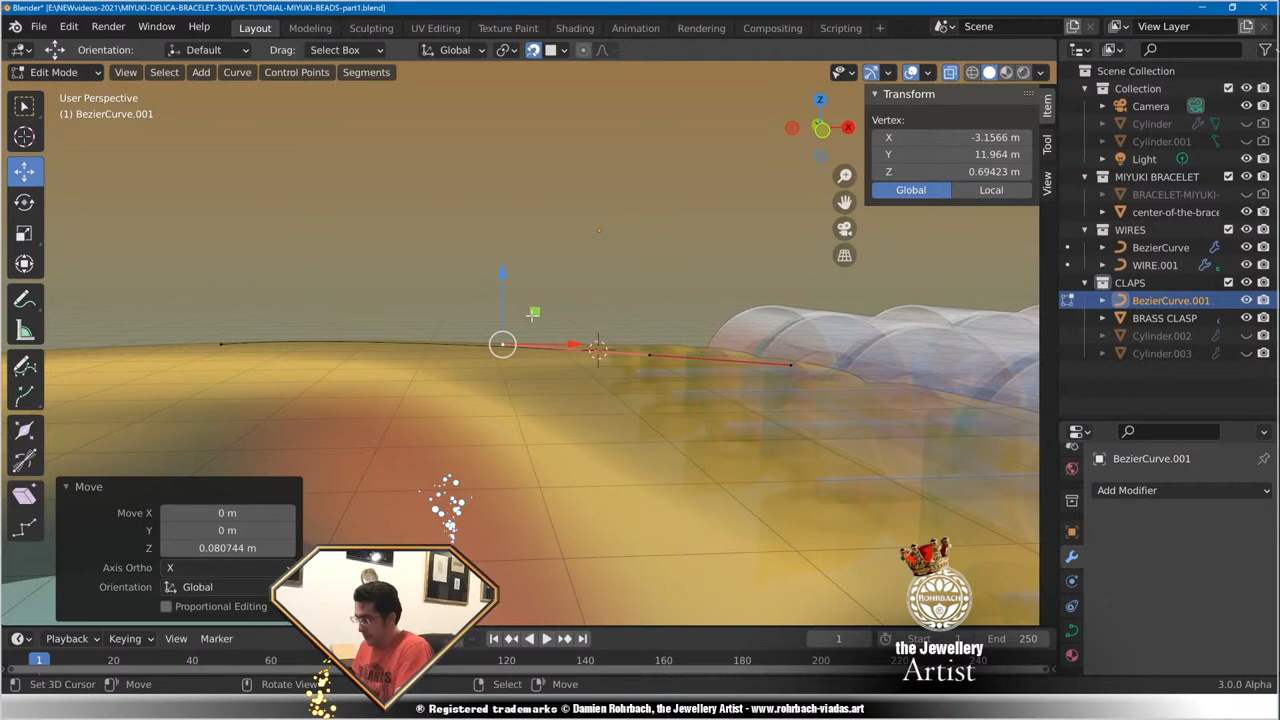 Blender* [E:\NEWvideos-2021\MIYUKI-DELICA-BRACELET-3D\LIVE-TUTORIAL-MIYUKI-BEADS-part1.blend]
File Edit Render Window Help
Layout Modeling Sculpting UV Editing Texture Paint Shading Animation Rendering Compositing Scripting +
Scene
View Layer
Orientation: Default Drag: Select Box Global
Edit Mode View Select Add Curve Control Points Segments
User Perspective
(1) BezierCurve.001
Z
X
Transform
Vertex:
X -3.1566 m
Y 11.964 m
Z 0.69423 m
Global Local
Item
Tool
View
Scene Collection
Collection
Camera
Cylinder
Cylinder.001
Light
MIYUKI BRACELET
BRACELET-MIYUKI-
center-of-the-brace
WIRES
BezierCurve
WIRE.001
CLAPS
BezierCurve.001
BRASS CLASP
Cylinder.002
Cylinder.003
BezierCurve.001
Add Modifier
Move
Move X 0 m
Y 0 m
Z 0.080744 m
Axis Ortho X
Orientation Global
Proportional Editing
ROHRBACH
the Jewellery
Artist
Playback Keying View Marker
1 Start 1 End 250
1 20 40 60 120 140 160 180 200 220 240
Set 3D Cursor Move Rotate View Select Move
3.0.0 Alpha
® Registered trademarks © Damien Rohrbach, the Jewellery Artist - www.rohrbach-viadas.art